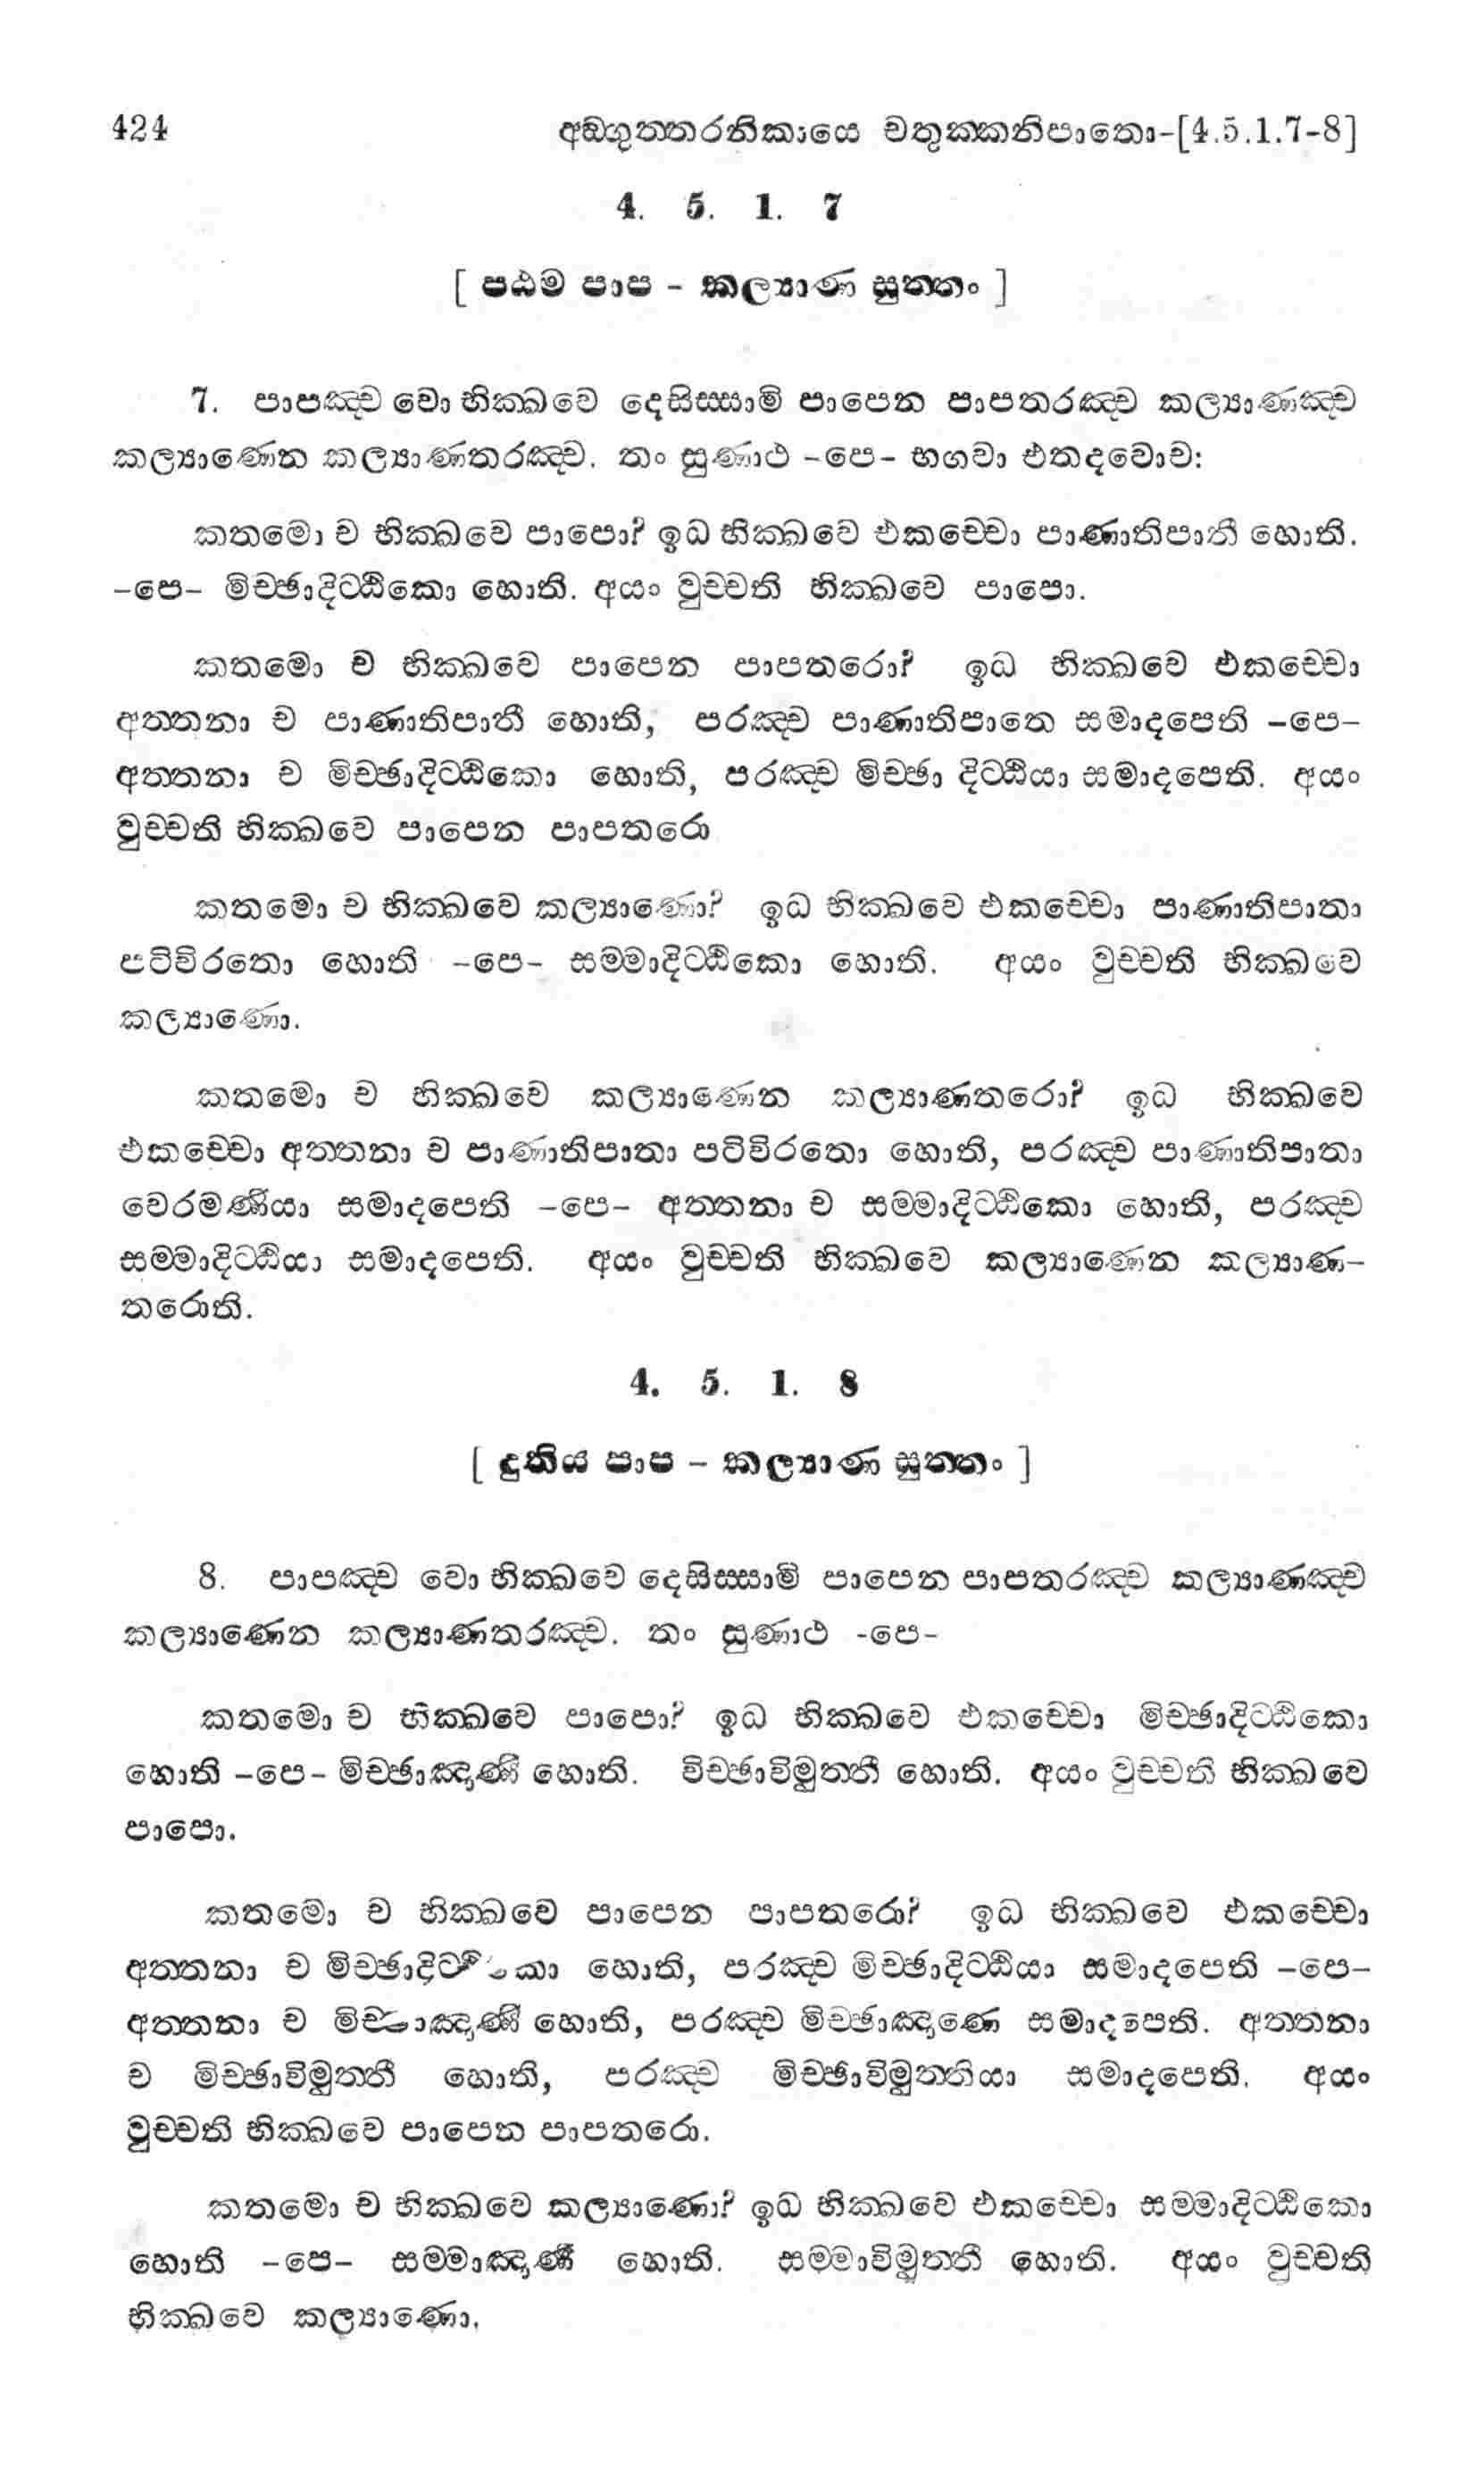 424 අඞගුතතරනිකායෙ චතුකකනිපාතො-[4.5.1.7-8]
4. 5. 1. 7
[ පඨම පාප - කල්‍යාණ සුතතං ]
7. පාපඤ්ච වො භික්ඛවෙ දෙසිස්සාමි පාපෙන පාපතරඤ්ච කල්‍යාණඤ්ච
කල්‍යාණෙන කල්‍යාණතරඤ්ච. තං සුණාථ -පෙ- භගවා එතදවොච:
කතමො ච භික්ඛවෙ පාපො? ඉධ භික්ඛවෙ එකච්චො පාණාතිපාතී හොති.
-පෙ- මිච්ඡාදිට්ඨිකො හොති. අයං වුච්චති භික්ඛවෙ පාපො.
කතමො ච භික්ඛවෙ පාපෙන පාපතරො? ඉධ භික්ඛවෙ එකච්චො
අත්තනා ච පාණාතිපාතී හොති, පරඤ්ච පාණාතිපාතෙ සමාදපෙති -පෙ-
අත්තනා ච මිච්ඡාදිට්ඨිකො හොති, පරඤ්ච මිච්ඡා දිට්ඨියා සමාදපෙති. අයං
වුච්චති භික්ඛවෙ පාපෙන පාපතරො
කතමො ච භික්ඛවෙ කල්‍යාණො? ඉධ භික්ඛවෙ එකච්චො පාණාතිපාතා
පටිවිරතො හොති -පෙ- සම්මාදිට්ඨිකො හොති. අයං වුච්චති භික්ඛවෙ
කල්‍යාණො.
කතමො ච භික්ඛවෙ කල්‍යාණෙන කල්‍යාණතරො? ඉධ භික්ඛවෙ
එකච්චො අත්තනා ච පාණාතිපාතා පටිවිරතො හොති, පරඤ්ච පාණාතිපාතා
වෙරමණියා සමාදපෙති -පෙ- අත්තනා ච සම්මාදිට්ඨිකො හොති, පරඤ්ච
සම්මාදිට්ඨියා සමාදපෙති. අයං වුච්චති භික්ඛවෙ කල්‍යාණෙන කල්‍යාණ-
තරොති.
4. 5. 1. 8
[ දුතිය පාප - කල්‍යාණ සුත්තං ]
8. පාපඤ්ච වො භික්ඛවෙ දෙසිස්සාමි පාපෙන පාපතරඤ්ච කල්‍යාණඤ්ච
කල්‍යාණෙන කල්‍යාණතරඤ්ච. තං සුණාථ -පෙ-
කතමො ච භික්ඛවෙ පාපො? ඉධ භික්ඛවෙ එකච්චො මිච්ඡාදිට්ඨිකො
හොති -පෙ- මිච්ඡාඤාණී හොති. විච්ඡාවිමුත්තී හොති. අයං වුච්චති භික්ඛවෙ
පාපො.
කතමො ච භික්ඛවෙ පාපෙන පාපතරො? ඉධ භික්ඛවෙ එකච්චො
අත්තනා ච හොති, පරඤ්ච මිච්ඡාදිට්ඨියා සමාදපෙති -පෙ-
අත්තනා ච හොති, පරඤ්ච මිච්ඡාඤාණෙ සමාදපෙති. අත්තනා
ච මිච්ඡාවිමුත්තී හොති, පරඤ්ච මිච්ඡාවිමුත්තියා සමාදපෙති. අයං
වුච්චති භික්ඛවෙ පාපෙන පාපතරො.
කතමො ච භික්ඛවෙ කල්‍යාණො? ඉධ භික්ඛවෙ එකච්චො සම්මාදිට්ඨිකො
හොති -පෙ- සම්මාඤාණී හොති. සම්මාවිමුත්තී හොති. අයං වුච්චති
භික්ඛවෙ කල්‍යාණො.